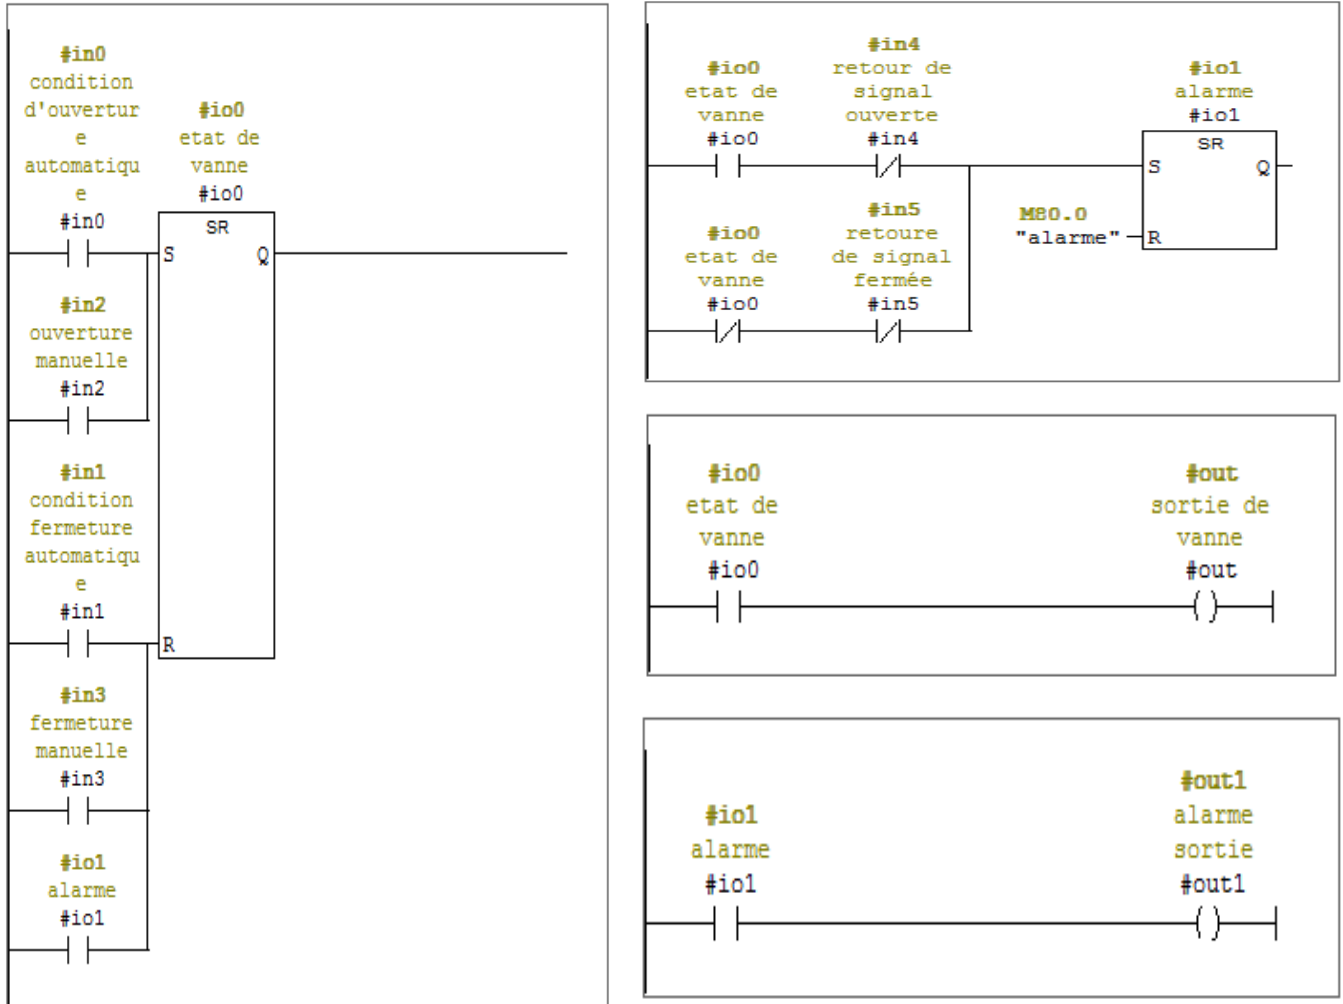 #in0
condition
d'ouvertur
e
automatiqu
e
#in0
#io0
etat de
vanne
#io0
SR
S
Q
#in2
ouverture
manuelle
#in2
#in1
condition
fermeture
automatiqu
e
#in1
R
#in3
fermeture
manuelle
#in3
#io1
alarme
#io1
#io0
etat de
vanne
#io0
#in4
retour de
signal
ouverte
#in4
#io1
alarme
#io1
SR
S
Q
M80.0
"alarme"
R
#io0
etat de
vanne
#io0
#in5
retoure
de signal
fermée
#in5
#io0
etat de
vanne
#io0
#out
sortie de
vanne
#out
#io1
alarme
#io1
#out1
alarme
sortie
#out1